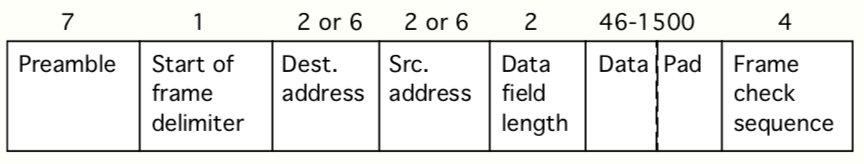 7 1 2 or 6 2 or 6 2 46-1500 4
Preamble Start of Dest. Src. Data Data Pad Frame
frame address address field check
delimiter length sequence